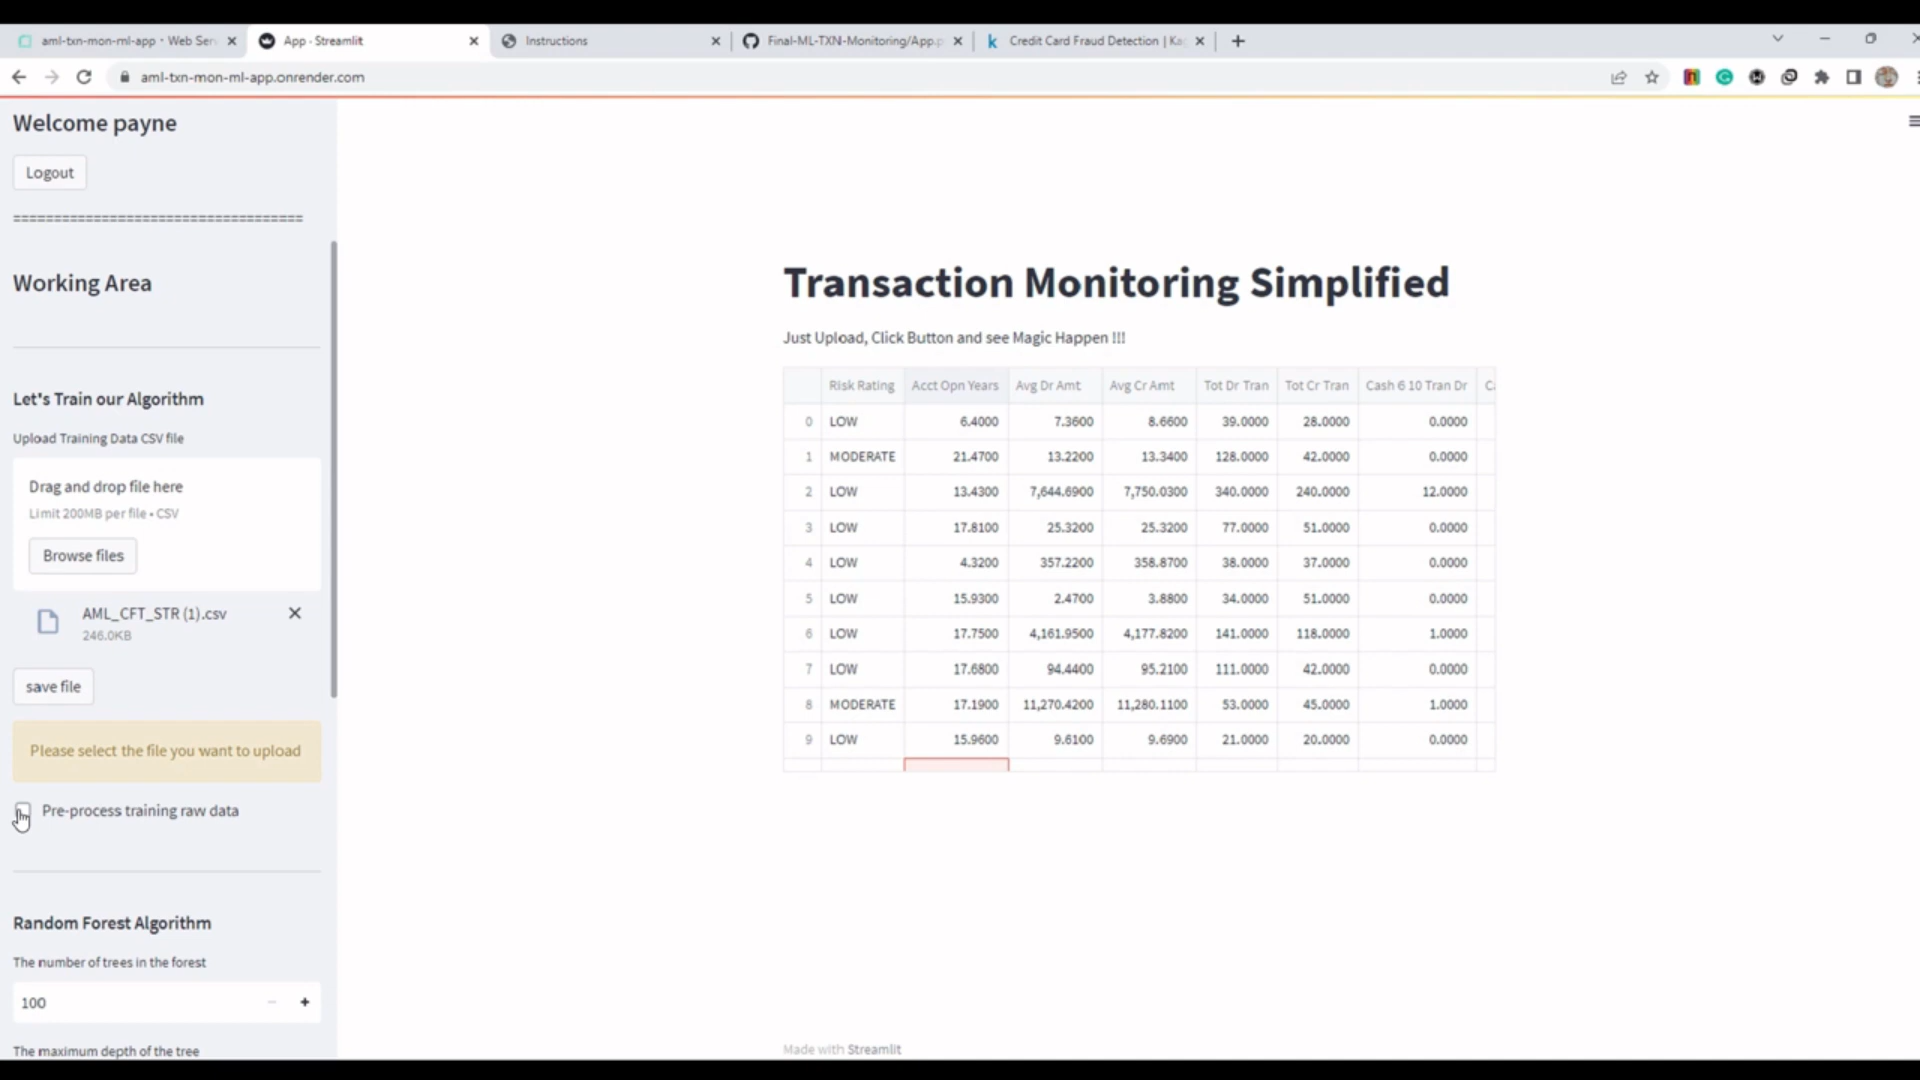 aml-txn-mon-ml-app · Web Ser
App · Streamlit
Instructions
Final-ML-TXN-Monitoring/App.p
Credit Card Fraud Detection | Ka
aml-txn-mon-ml-app.onrender.com
Welcome payne
Logout
===================================
Working Area
Let's Train our Algorithm
Upload Training Data CSV file
Drag and drop file here
Limit 200MB per file • CSV
Browse files
AML_CFT_STR (1).csv
246.0KB
save file
Please select the file you want to upload
Pre-process training raw data
Random Forest Algorithm
The number of trees in the forest
100
The maximum depth of the tree
Transaction Monitoring Simplified
Just Upload, Click Button and see Magic Happen !!!
Risk Rating Acct Opn Years Avg Dr Amt Avg Cr Amt Tot Dr Tran Tot Cr Tran Cash 6 10 Tran Dr
0 LOW 6.4000 7.3600 8.6600 39.0000 28.0000 0.0000
1 MODERATE 21.4700 13.2200 13.3400 128.0000 42.0000 0.0000
2 LOW 13.4300 7,644.6900 7,750.0300 340.0000 240.0000 12.0000
3 LOW 17.8100 25.3200 25.3200 77.0000 51.0000 0.0000
4 LOW 4.3200 357.2200 358.8700 38.0000 37.0000 0.0000
5 LOW 15.9300 2.4700 3.8800 34.0000 51.0000 0.0000
6 LOW 17.7500 4,161.9500 4,177.8200 141.0000 118.0000 1.0000
7 LOW 17.6800 94.4400 95.2100 111.0000 42.0000 0.0000
8 MODERATE 17.1900 11,270.4200 11,280.1100 53.0000 45.0000 1.0000
9 LOW 15.9600 9.6100 9.6900 21.0000 20.0000 0.0000
Made with Streamlit